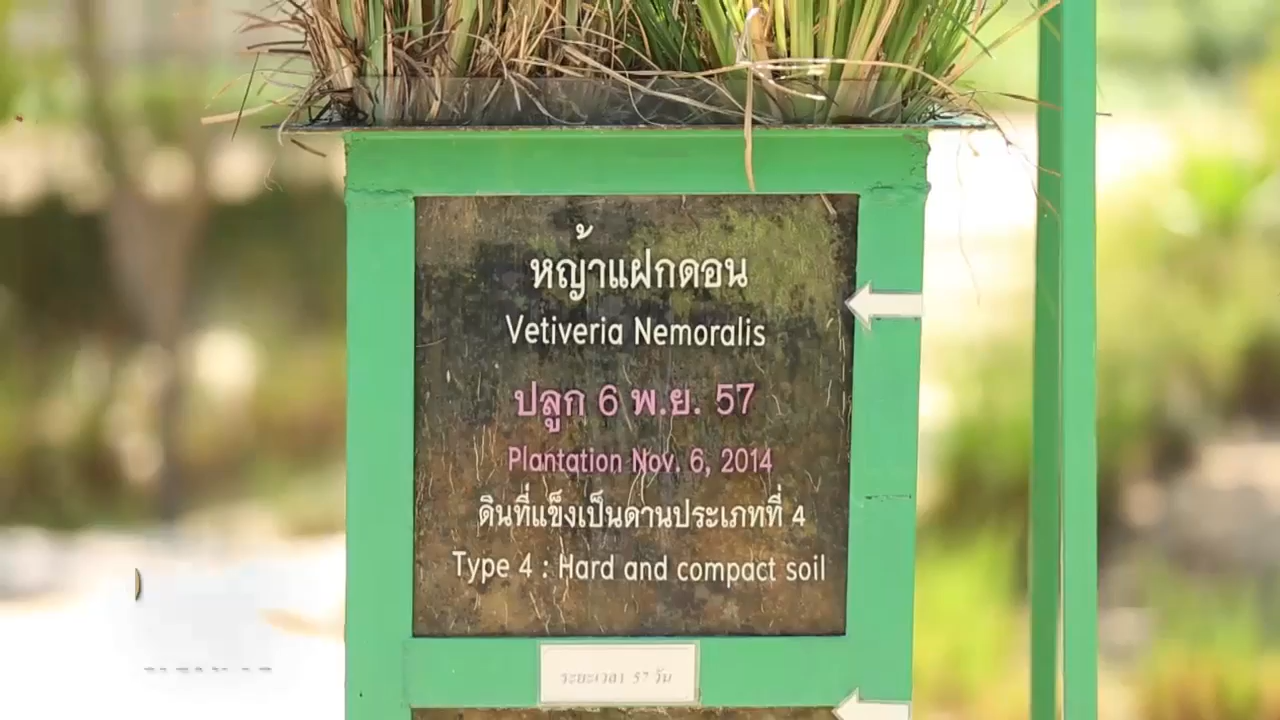 หญ้าแฝกดอน
Vetiveria Nemoralis
ปลูก 6 พ.ย. 57
Plantation Nov. 6, 2014
ดินที่แข็งเป็นดานประเภทที่ 4
Type 4 : Hard and compact soil
ระยะเวลา 57 วัน